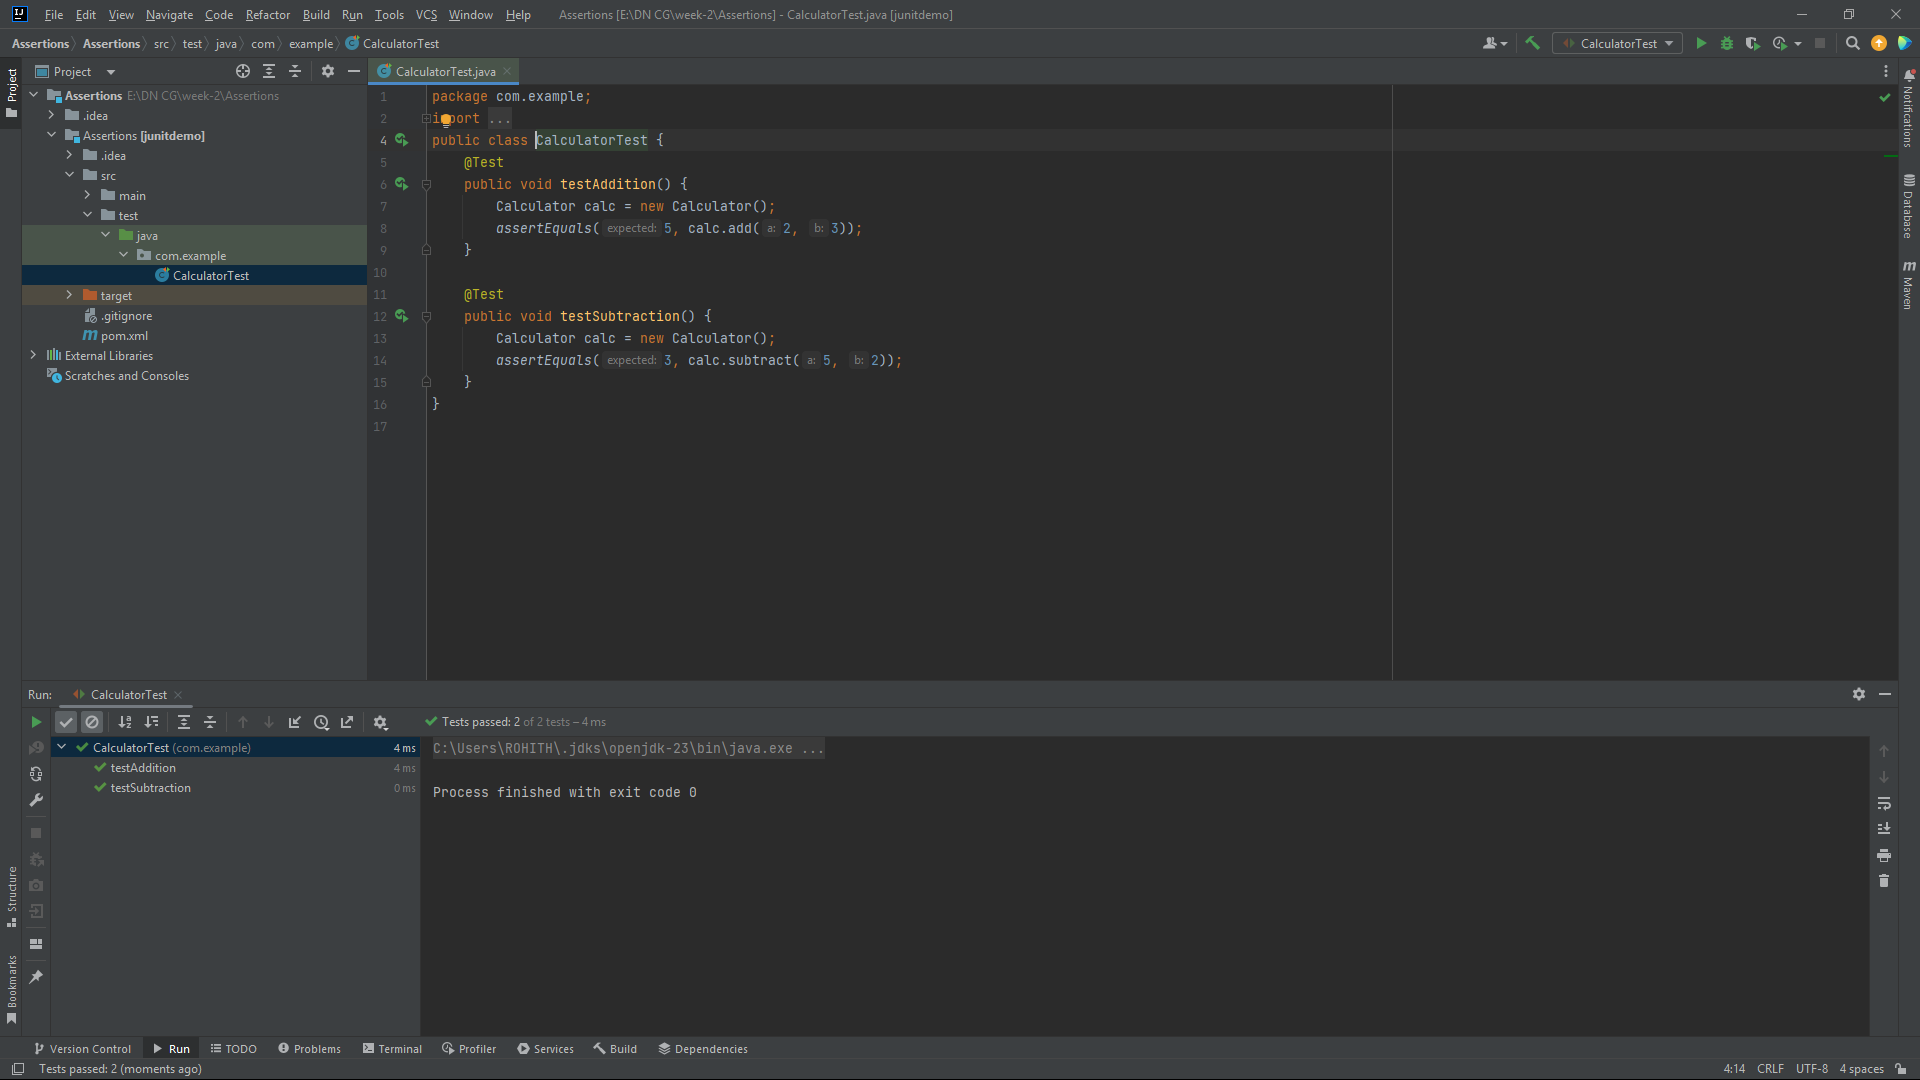 File Edit View Navigate Code Refactor Build Run Tools VCS Window Help Assertions [E:\DN CG\week-2\Assertions] - CalculatorTest.java [junitdemo]
Assertions Assertions src test java com example CalculatorTest
CalculatorTest
Project
Project
CalculatorTest.java
Assertions E:\DN CG\week-2\Assertions
.idea
Assertions [junitdemo]
.idea
src
main
test
java
com.example
CalculatorTest
target
.gitignore
pom.xml
External Libraries
Scratches and Consoles
1 package com.example;
2 import ...
4 public class CalculatorTest {
5 @Test
6 public void testAddition() {
7 Calculator calc = new Calculator();
8 assertEquals( expected: 5, calc.add( a: 2, b: 3));
9 }
10
11 @Test
12 public void testSubtraction() {
13 Calculator calc = new Calculator();
14 assertEquals( expected: 3, calc.subtract( a: 5, b: 2));
15 }
16 }
17
Notifications
Database
m Maven
Run: CalculatorTest
Tests passed: 2 of 2 tests – 4 ms
CalculatorTest (com.example) 4 ms
testAddition 4 ms
testSubtraction 0 ms
C:\Users\ROHITH\.jdks\openjdk-23\bin\java.exe ...
Process finished with exit code 0
Structure
Bookmarks
Version Control Run TODO Problems Terminal Profiler Services Build Dependencies
Tests passed: 2 (moments ago) 4:14 CRLF UTF-8 4 spaces